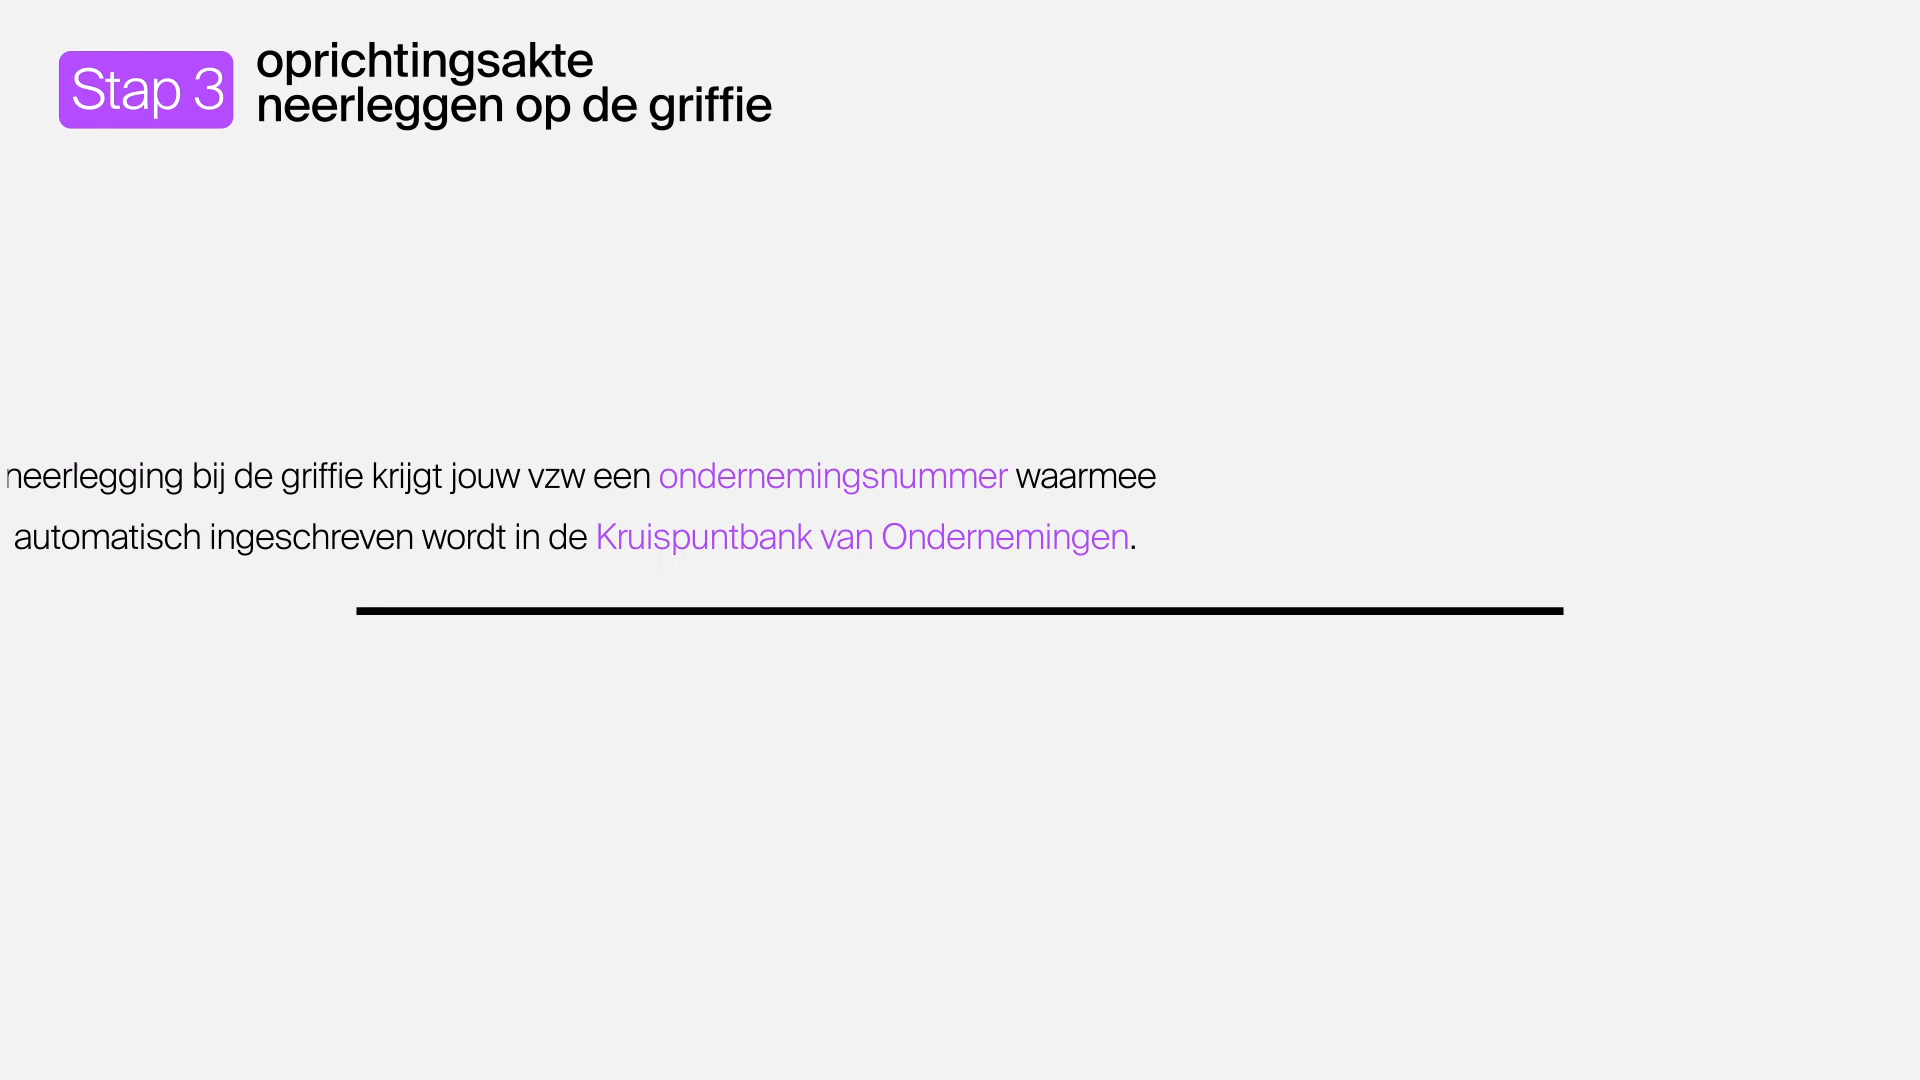 Stap 3
oprichtingsakte
neerleggen op de griffie
neerlegging bij de griffie krijgt jouw vzw een ondernemingsnummer waarmee
automatisch ingeschreven wordt in de Kruispuntbank van Ondernemingen.